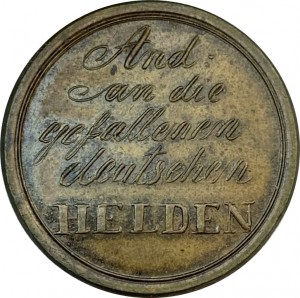 And:
an die
gefallenen
deutschen
HELDEN